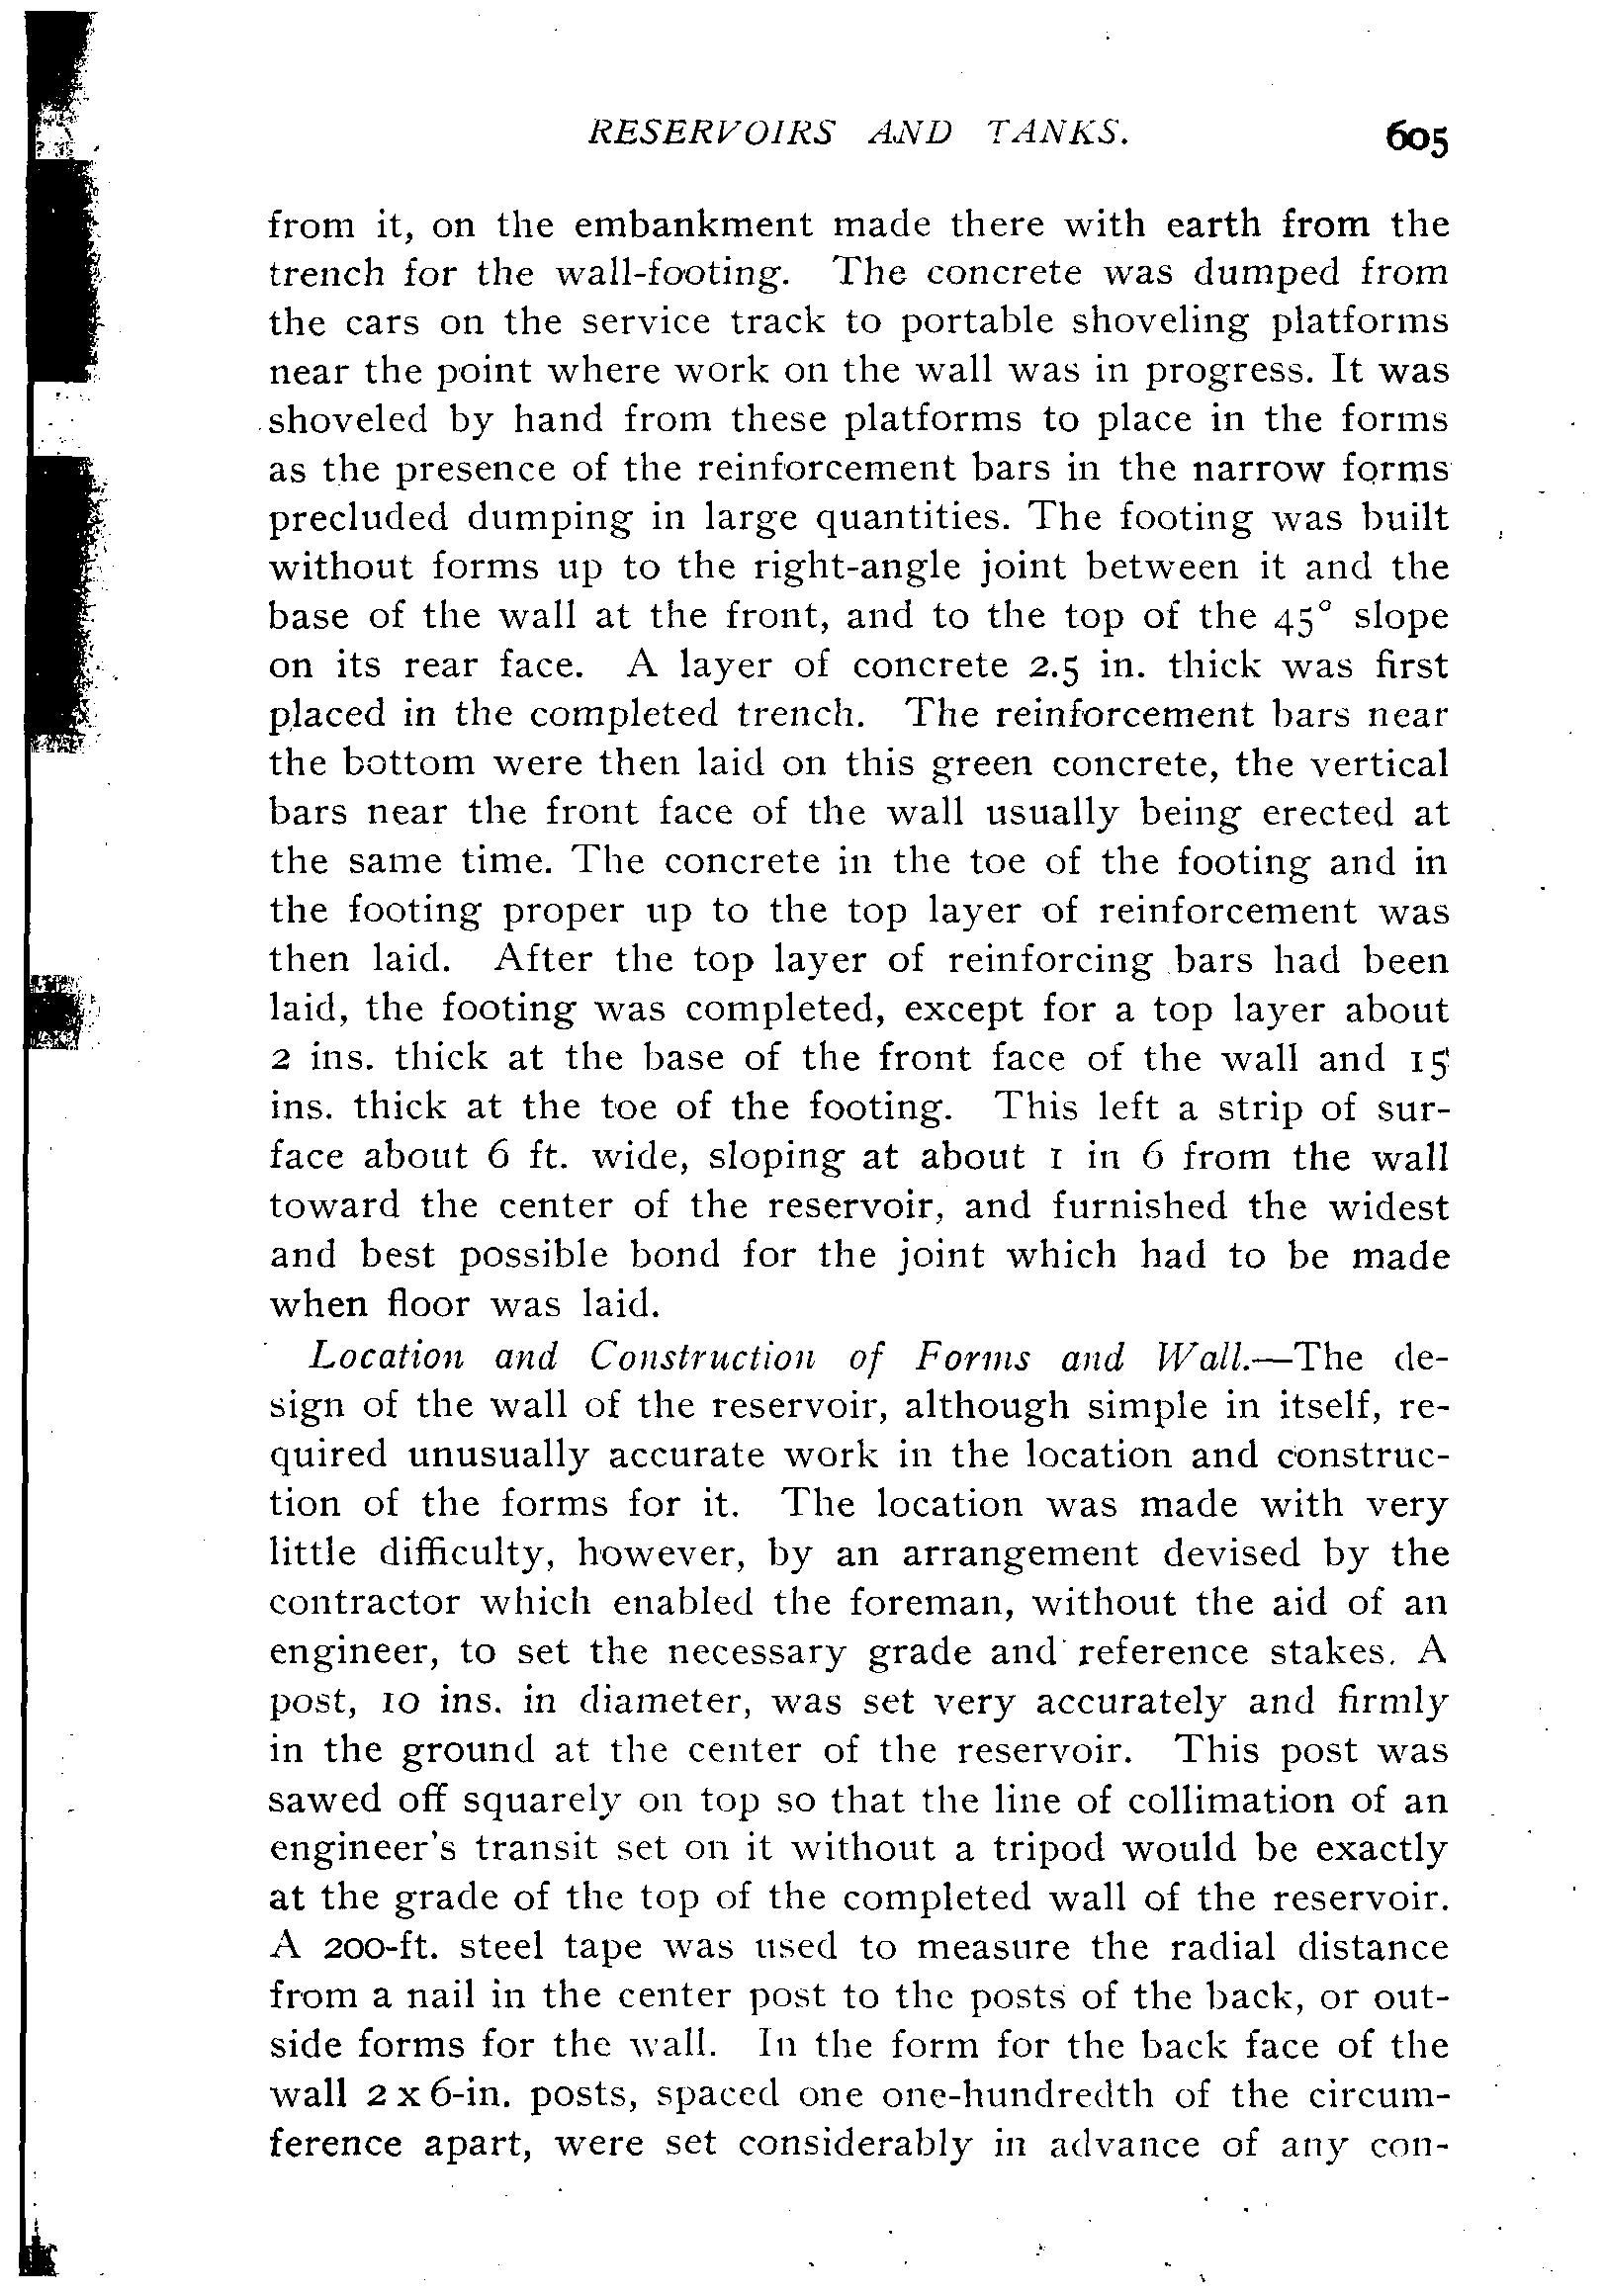 RESERVOIRS AND TANKS. 605
from it, on the embankment made there with earth from the
trench for the wall-footing. The concrete was dumped from
the cars on the service track to portable shoveling platforms
near the point where work on the wall was in progress. It was
shoveled by hand from these platforms to place in the forms
as the presence of the reinforcement bars in the narrow forms
precluded dumping in large quantities. The footing was built
without forms up to the right-angle joint between it and the
base of the wall at the front, and to the top of the 45° slope
on its rear face. A layer of concrete 2.5 in. thick was first
placed in the completed trench. The reinforcement bars near
the bottom were then laid on this green concrete, the vertical
bars near the front face of the wall usually being erected at
the same time. The concrete in the toe of the footing and in
the footing proper up to the top layer of reinforcement was
then laid. After the top layer of reinforcing bars had been
laid, the footing was completed, except for a top layer about
2 ins. thick at the base of the front face of the wall and 15
ins. thick at the toe of the footing. This left a strip of sur-
face about 6 ft. wide, sloping at about 1 in 6 from the wall
toward the center of the reservoir, and furnished the widest
and best possible bond for the joint which had to be made
when floor was laid.
Location and Construction of Forms and Wall.—The de-
sign of the wall of the reservoir, although simple in itself, re-
quired unusually accurate work in the location and construc-
tion of the forms for it. The location was made with very
little difficulty, however, by an arrangement devised by the
contractor which enabled the foreman, without the aid of an
engineer, to set the necessary grade and reference stakes. A
post, 10 ins. in diameter, was set very accurately and firmly
in the ground at the center of the reservoir. This post was
sawed off squarely on top so that the line of collimation of an
engineer's transit set on it without a tripod would be exactly
at the grade of the top of the completed wall of the reservoir.
A 200-ft. steel tape was used to measure the radial distance
from a nail in the center post to the posts of the back, or out-
side forms for the wall. In the form for the back face of the
wall 2 x 6-in. posts, spaced one one-hundredth of the circum-
ference apart, were set considerably in advance of any con-